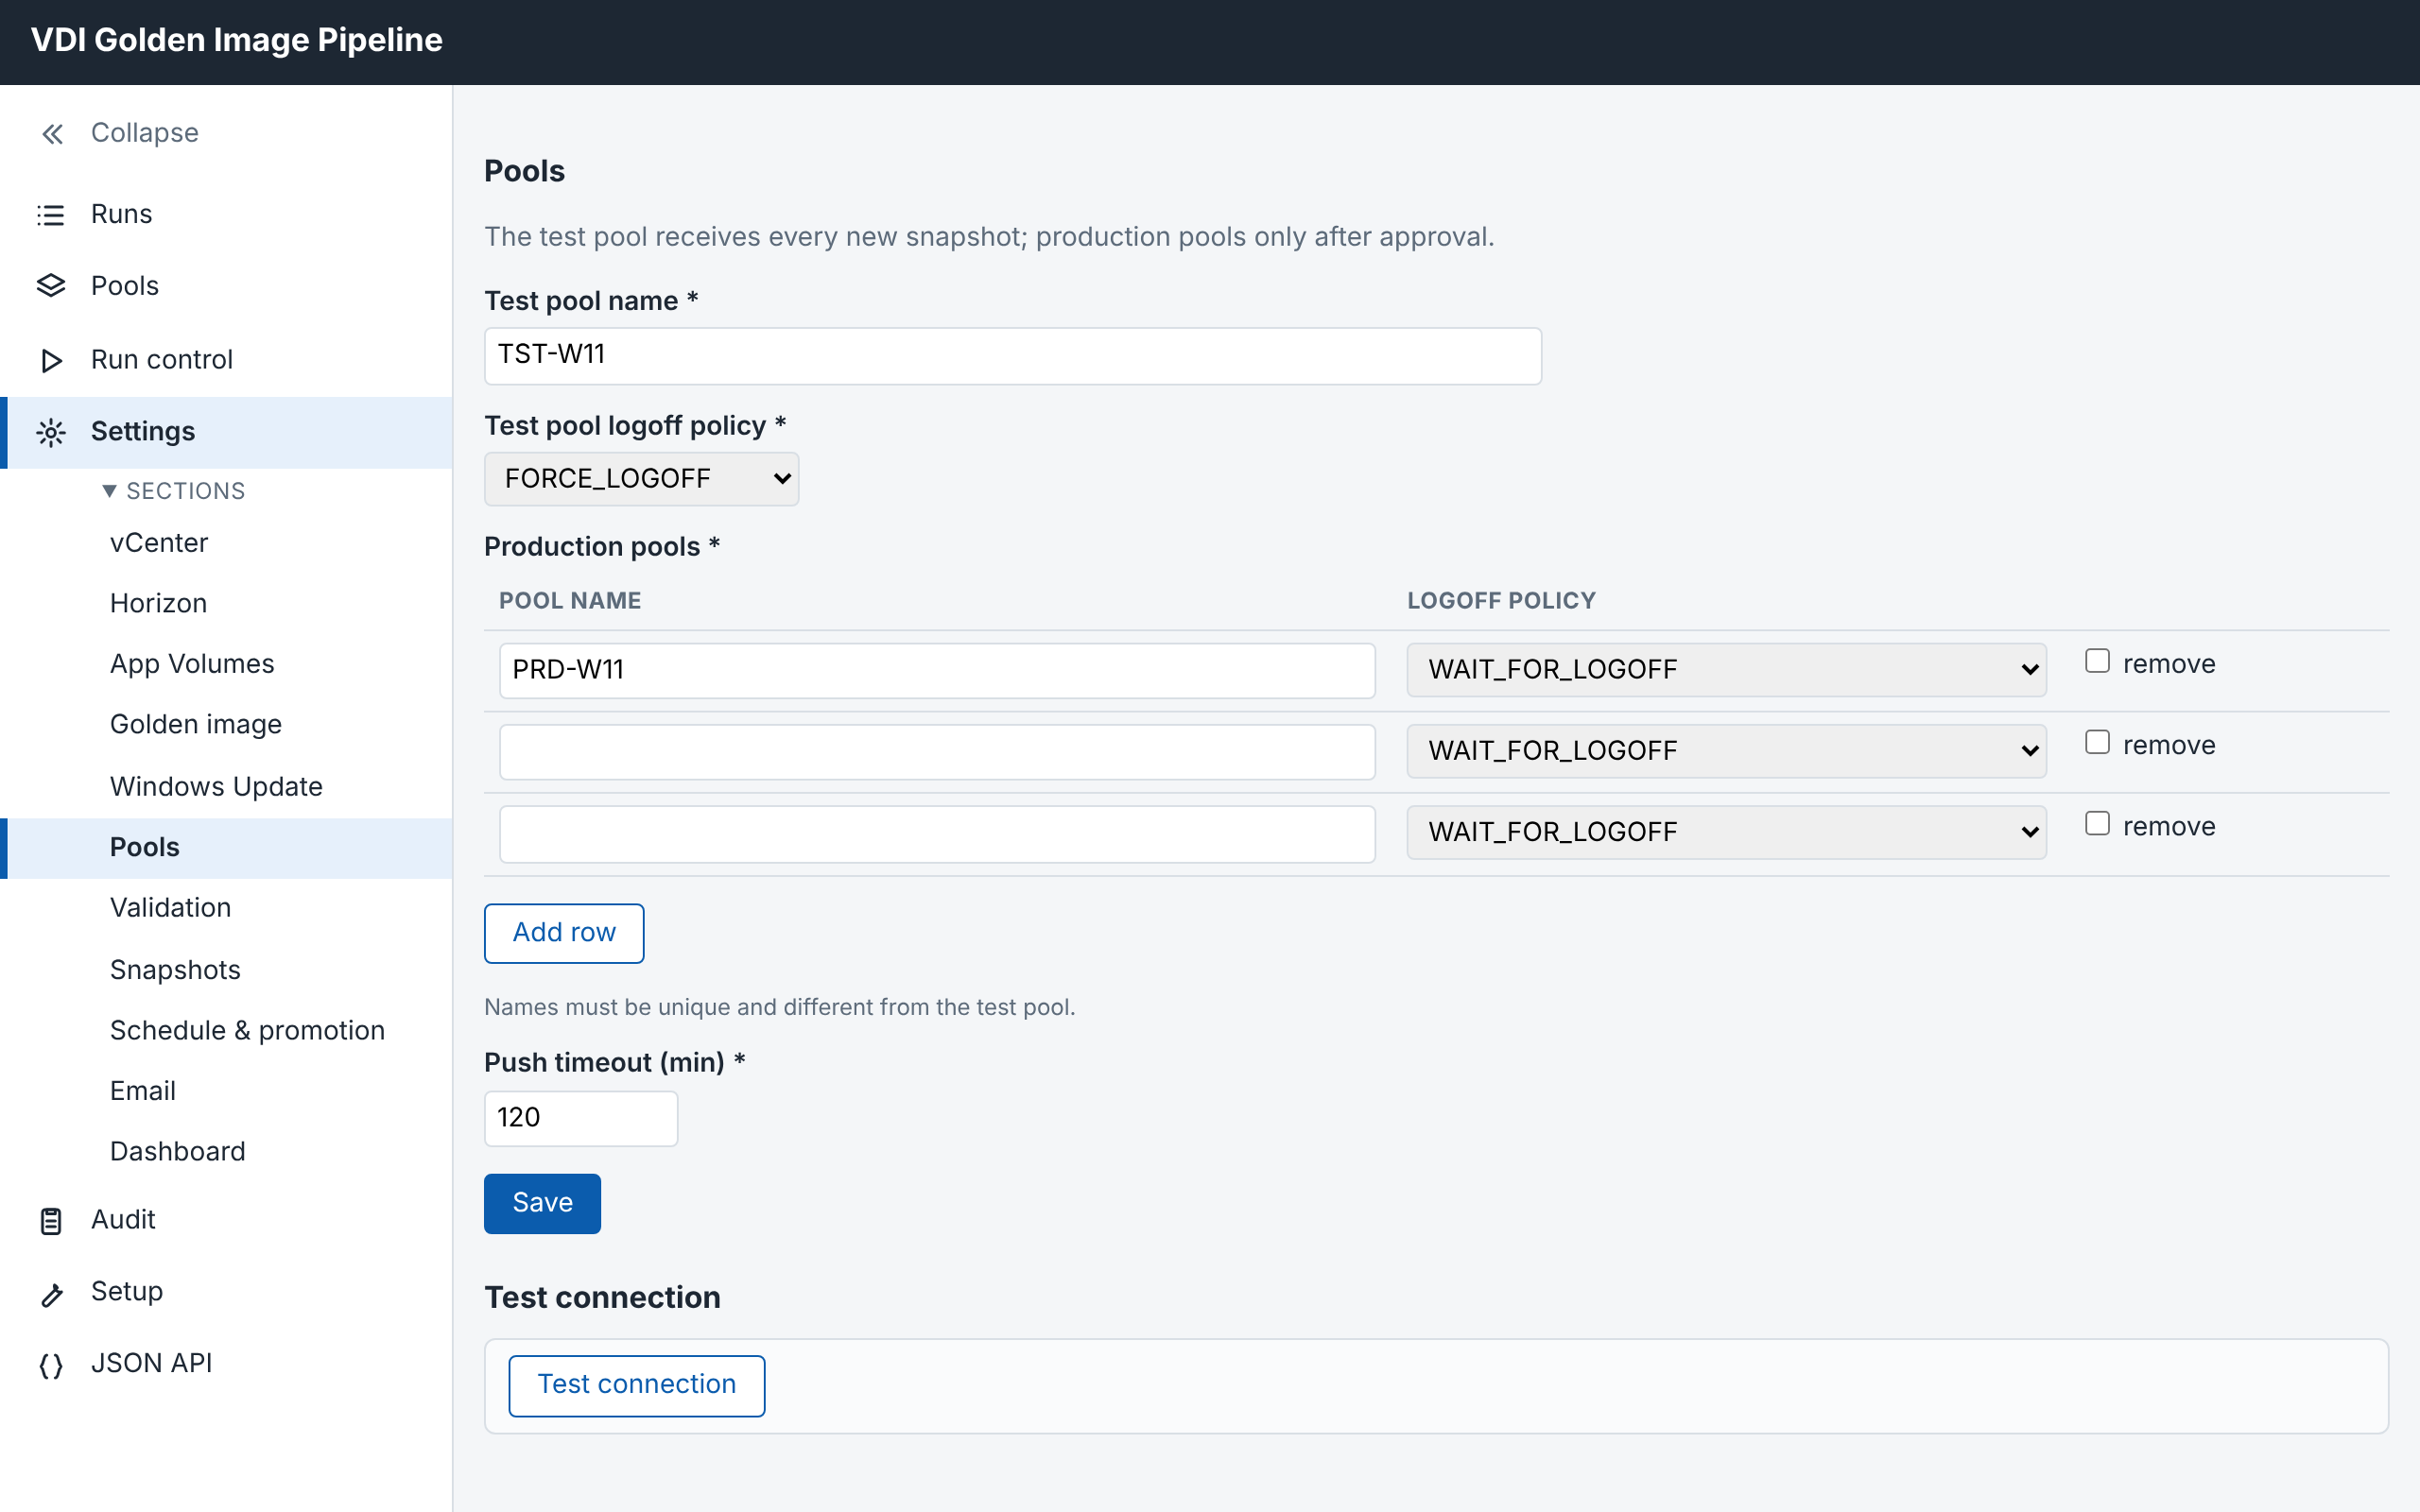 VDI Golden Image Pipeline
Collapse
Runs
Pools
Run control
Settings
▼ SECTIONS
vCenter
Horizon
App Volumes
Golden image
Windows Update
Pools
Validation
Snapshots
Schedule & promotion
Email
Dashboard
Audit
Setup
JSON API
Pools
The test pool receives every new snapshot; production pools only after approval.
Test pool name *
TST-W11
Test pool logoff policy *
FORCE_LOGOFF
Production pools *
POOL NAME LOGOFF POLICY
PRD-W11 WAIT_FOR_LOGOFF remove
WAIT_FOR_LOGOFF remove
WAIT_FOR_LOGOFF remove
Add row
Names must be unique and different from the test pool.
Push timeout (min) *
120
Save
Test connection
Test connection